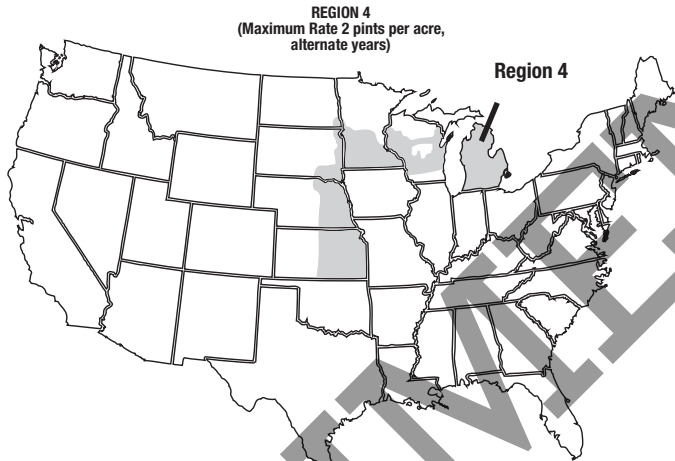 REGION 4
(Maximum Rate 2 pints per acre,
alternate years)
Region 4